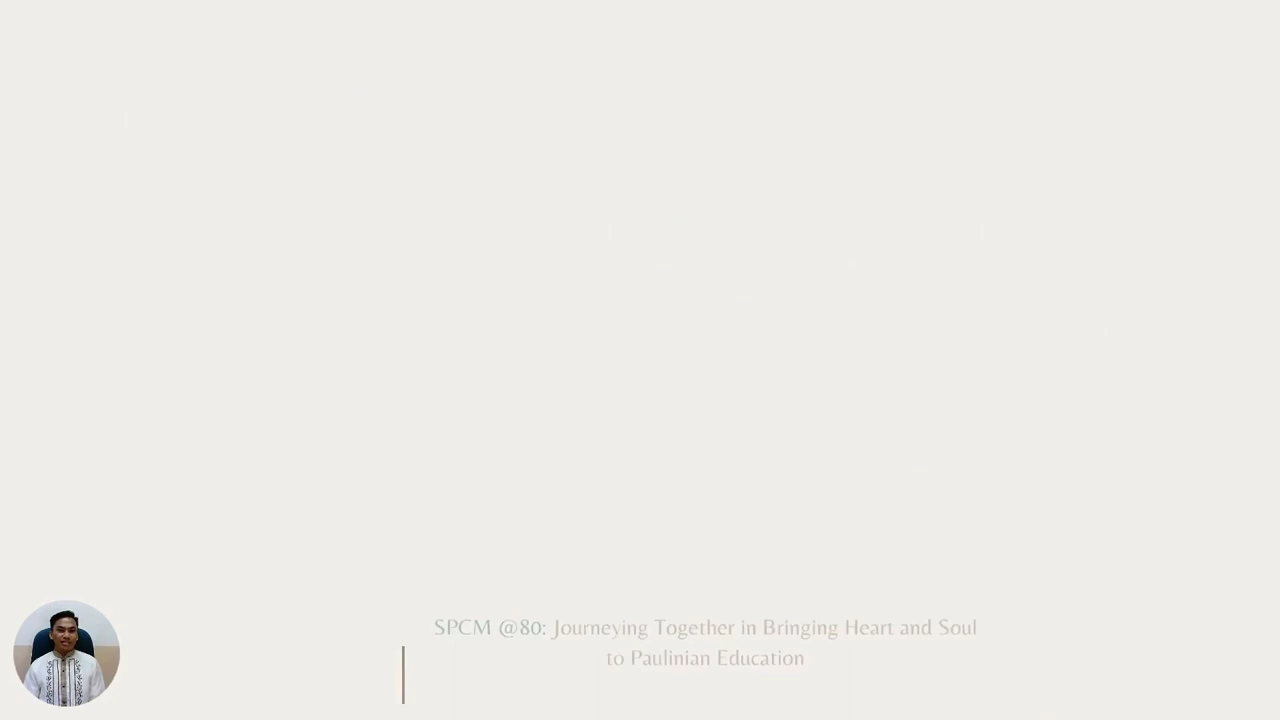 SPCM @80: Journeying Together in Bringing Heart and Soul
to Paulinian Education